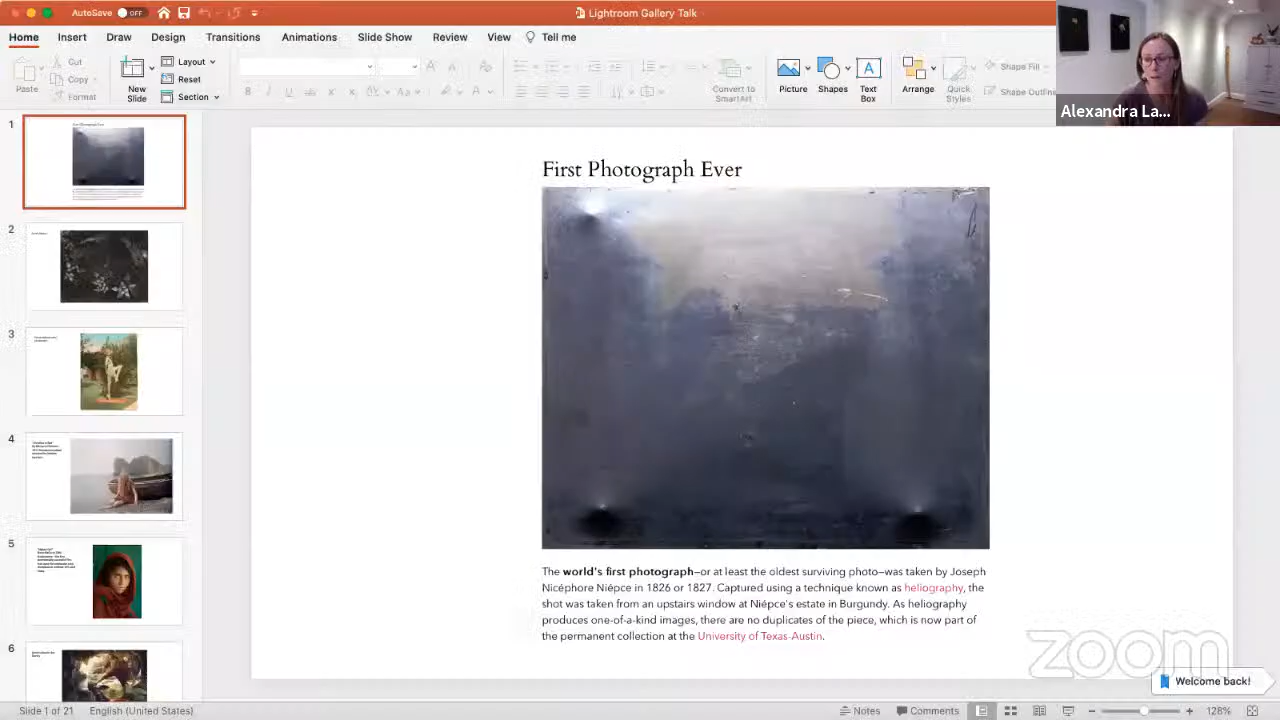 AutoSave OFF
Lightroom Gallery Talk
Home Insert Draw Design Transitions Animations Slide Show Review View Tell me
Paste Cut Copy Format New Slide Layout Reset Section Convert to SmartArt Picture Shapes Text Box Arrange Quick Styles Shape Fill Shape Outline
Alexandra La...
1
2
3
4
5
6
First Photograph Ever
The world's first photograph—or at least the oldest surviving photo—was taken by Joseph
Nicéphore Niépce in 1826 or 1827. Captured using a technique known as heliography, the
shot was taken from an upstairs window at Niépce's estate in Burgundy. As heliography
produces one-of-a-kind images, there are no duplicates of the piece, which is now part of
the permanent collection at the University of Texas-Austin.
zoom
Welcome back!
Slide 1 of 21 English (United States) Notes Comments 128%